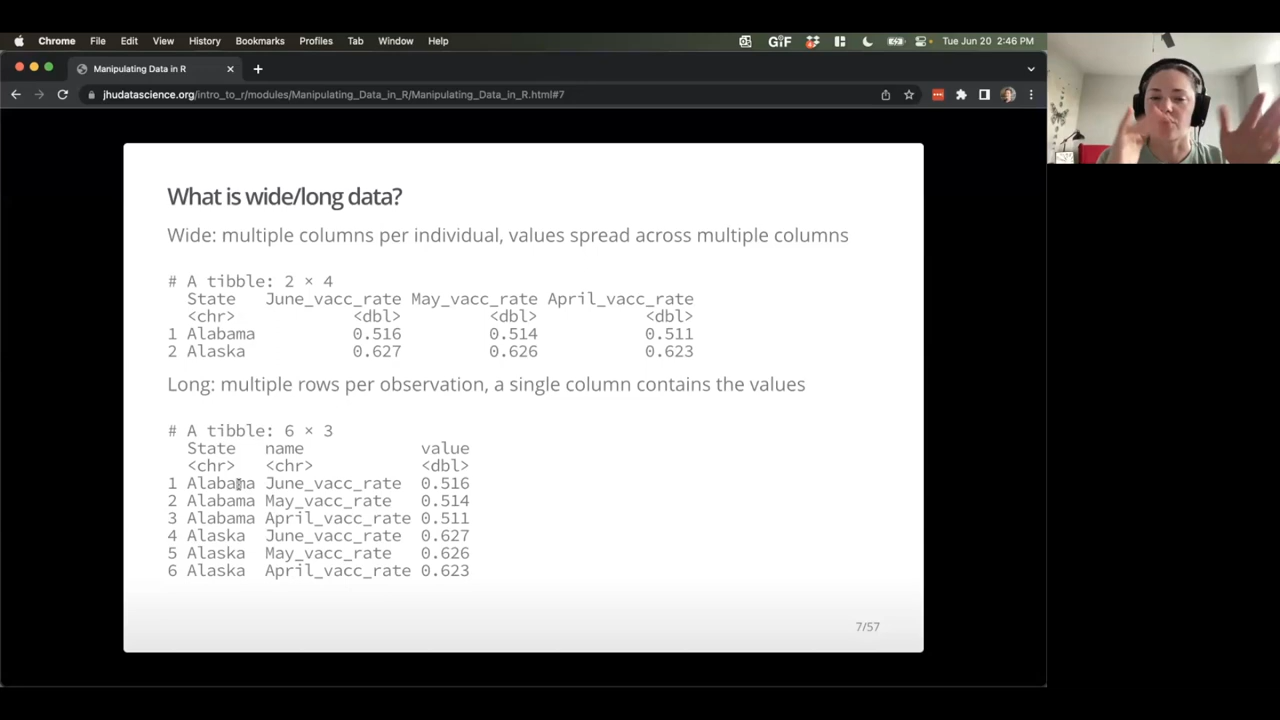 Chrome File Edit View History Bookmarks Profiles Tab Window Help GIF Tue Jun 20 2:46 PM
Manipulating Data in R
jhudatascience.org/intro_to_r/modules/Manipulating_Data_in_R/Manipulating_Data_in_R.html#7
What is wide/long data?
Wide: multiple columns per individual, values spread across multiple columns
# A tibble: 2 × 4
State June_vacc_rate May_vacc_rate April_vacc_rate
<chr> <dbl> <dbl> <dbl>
1 Alabama 0.516 0.514 0.511
2 Alaska 0.627 0.626 0.623
Long: multiple rows per observation, a single column contains the values
# A tibble: 6 × 3
State name value
<chr> <chr> <dbl>
1 Alabama June_vacc_rate 0.516
2 Alabama May_vacc_rate 0.514
3 Alabama April_vacc_rate 0.511
4 Alaska June_vacc_rate 0.627
5 Alaska May_vacc_rate 0.626
6 Alaska April_vacc_rate 0.623
7/57